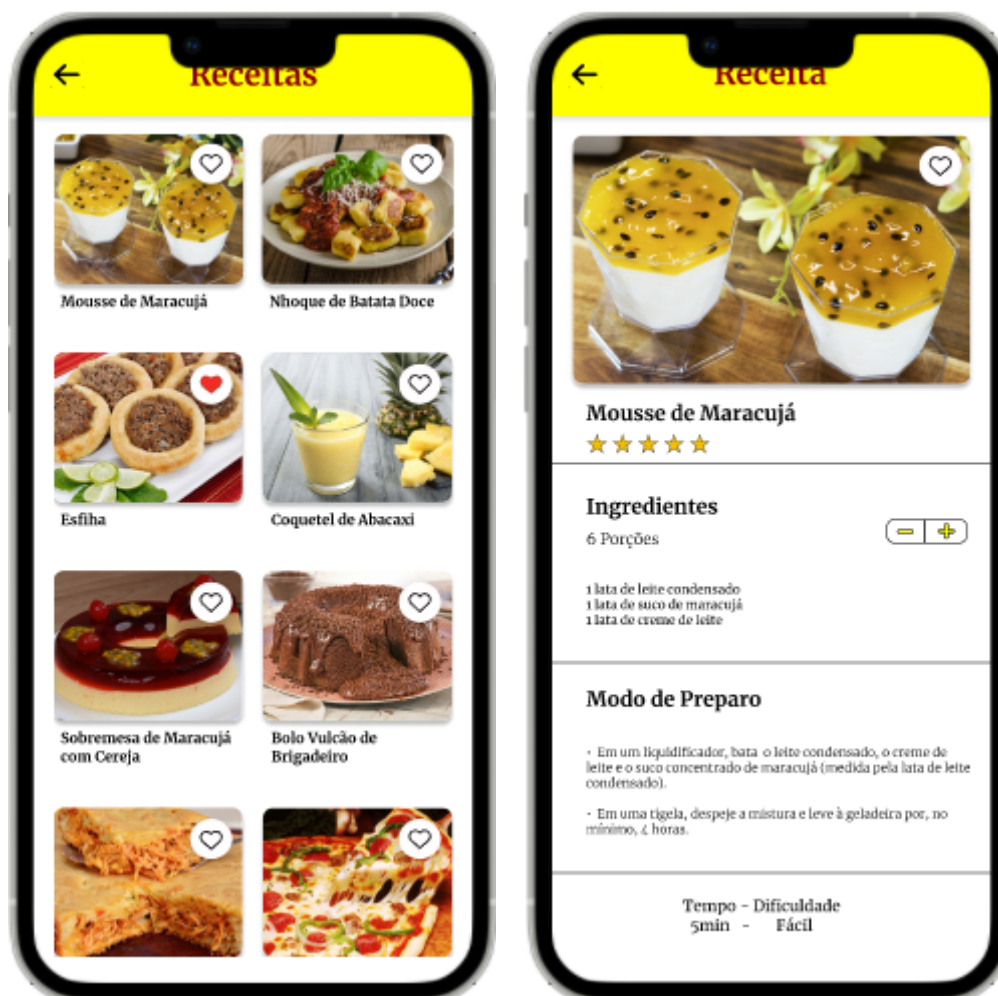 Receitas
Mousse de Maracujá
Nhoque de Batata Doce
Esfiha
Coquetel de Abacaxi
Sobremesa de Maracujá
com Cereja
Bolo Vulcão de
Brigadeiro
Receita
Mousse de Maracujá
Ingredientes
6 Porções
1 lata de leite condensado
1 lata de suco de maracujá
1 lata de creme de leite
Modo de Preparo
• Em um liquidificador, bata o leite condensado, o creme de
leite e o suco concentrado de maracujá (medida pela lata de leite
condensado).
• Em uma tigela, despeje a mistura e leve à geladeira por, no
mínimo, 4 horas.
Tempo - Dificuldade
5min - Fácil